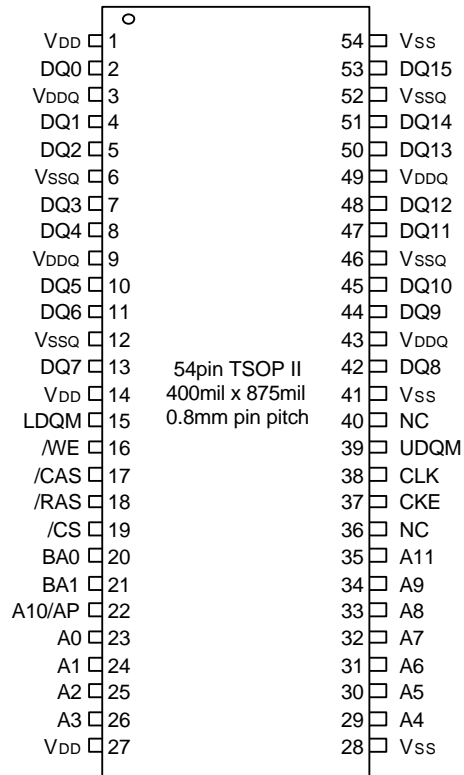 VDD 1 54 VSS
DQ0 2 53 DQ15
VDDQ 3 52 VSSQ
DQ1 4 51 DQ14
DQ2 5 50 DQ13
VSSQ 6 49 VDDQ
DQ3 7 48 DQ12
DQ4 8 47 DQ11
VDDQ 9 46 VSSQ
DQ5 10 45 DQ10
DQ6 11 44 DQ9
VSSQ 12 43 VDDQ
DQ7 13 54pin TSOP II 42 DQ8
VDD 14 400mil x 875mil 41 VSS
LDQM 15 0.8mm pin pitch 40 NC
/WE 16 39 UDQM
/CAS 17 38 CLK
/RAS 18 37 CKE
/CS 19 36 NC
BA0 20 35 A11
BA1 21 34 A9
A10/AP 22 33 A8
A0 23 32 A7
A1 24 31 A6
A2 25 30 A5
A3 26 29 A4
VDD 27 28 VSS